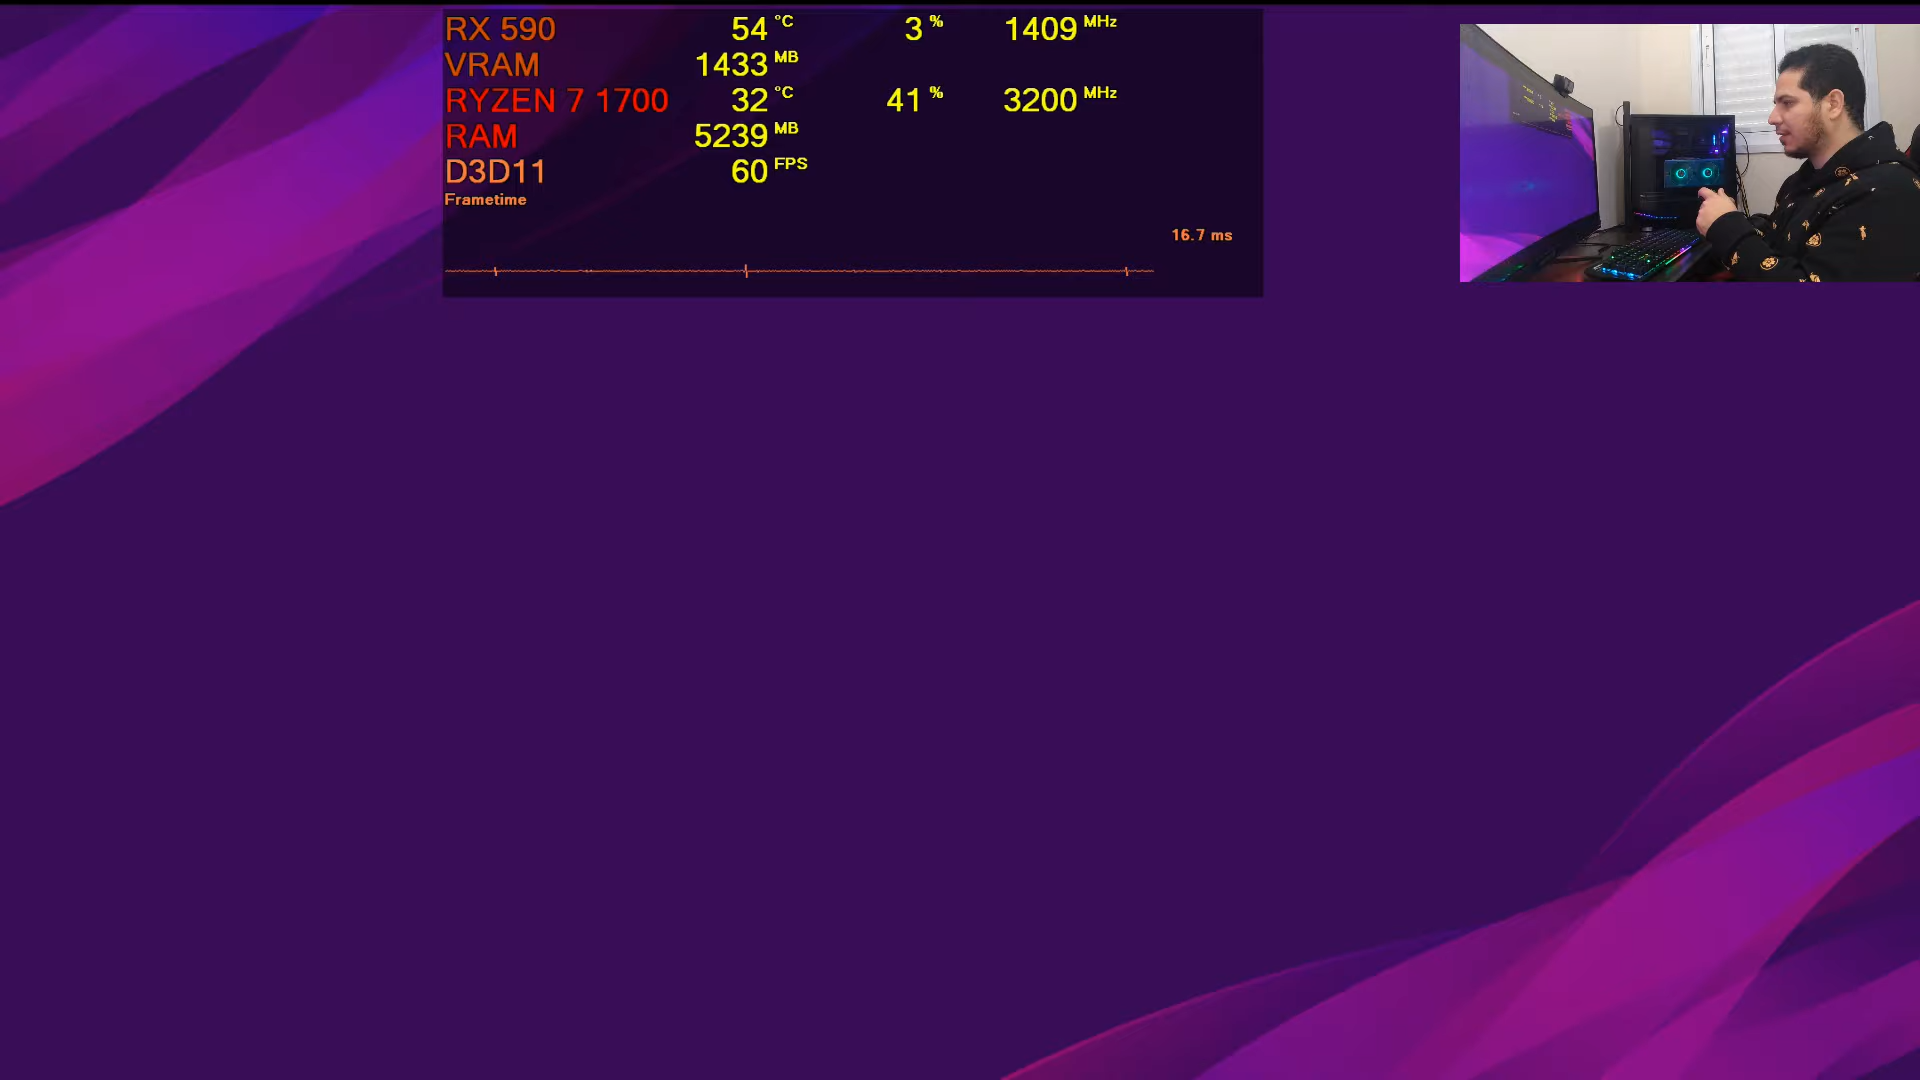 RX 590 54 °C 3 % 1409 MHz
VRAM 1433 MB
RYZEN 7 1700 32 °C 41 % 3200 MHz
RAM 5239 MB
D3D11 60 FPS
Frametime
16.7 ms